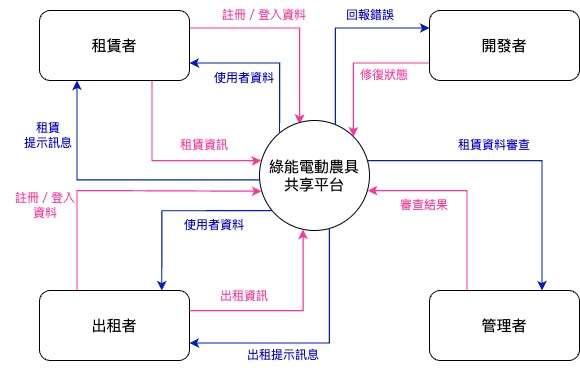 註冊 / 登入資料
回報錯誤
租賃者
開發者
使用者資料
修復狀態
租賃
提示訊息
租賃資訊
租賃資料審查
綠能電動農具
共享平台
註冊 / 登入
資料
審查結果
使用者資料
出租資訊
出租者
管理者
出租提示訊息